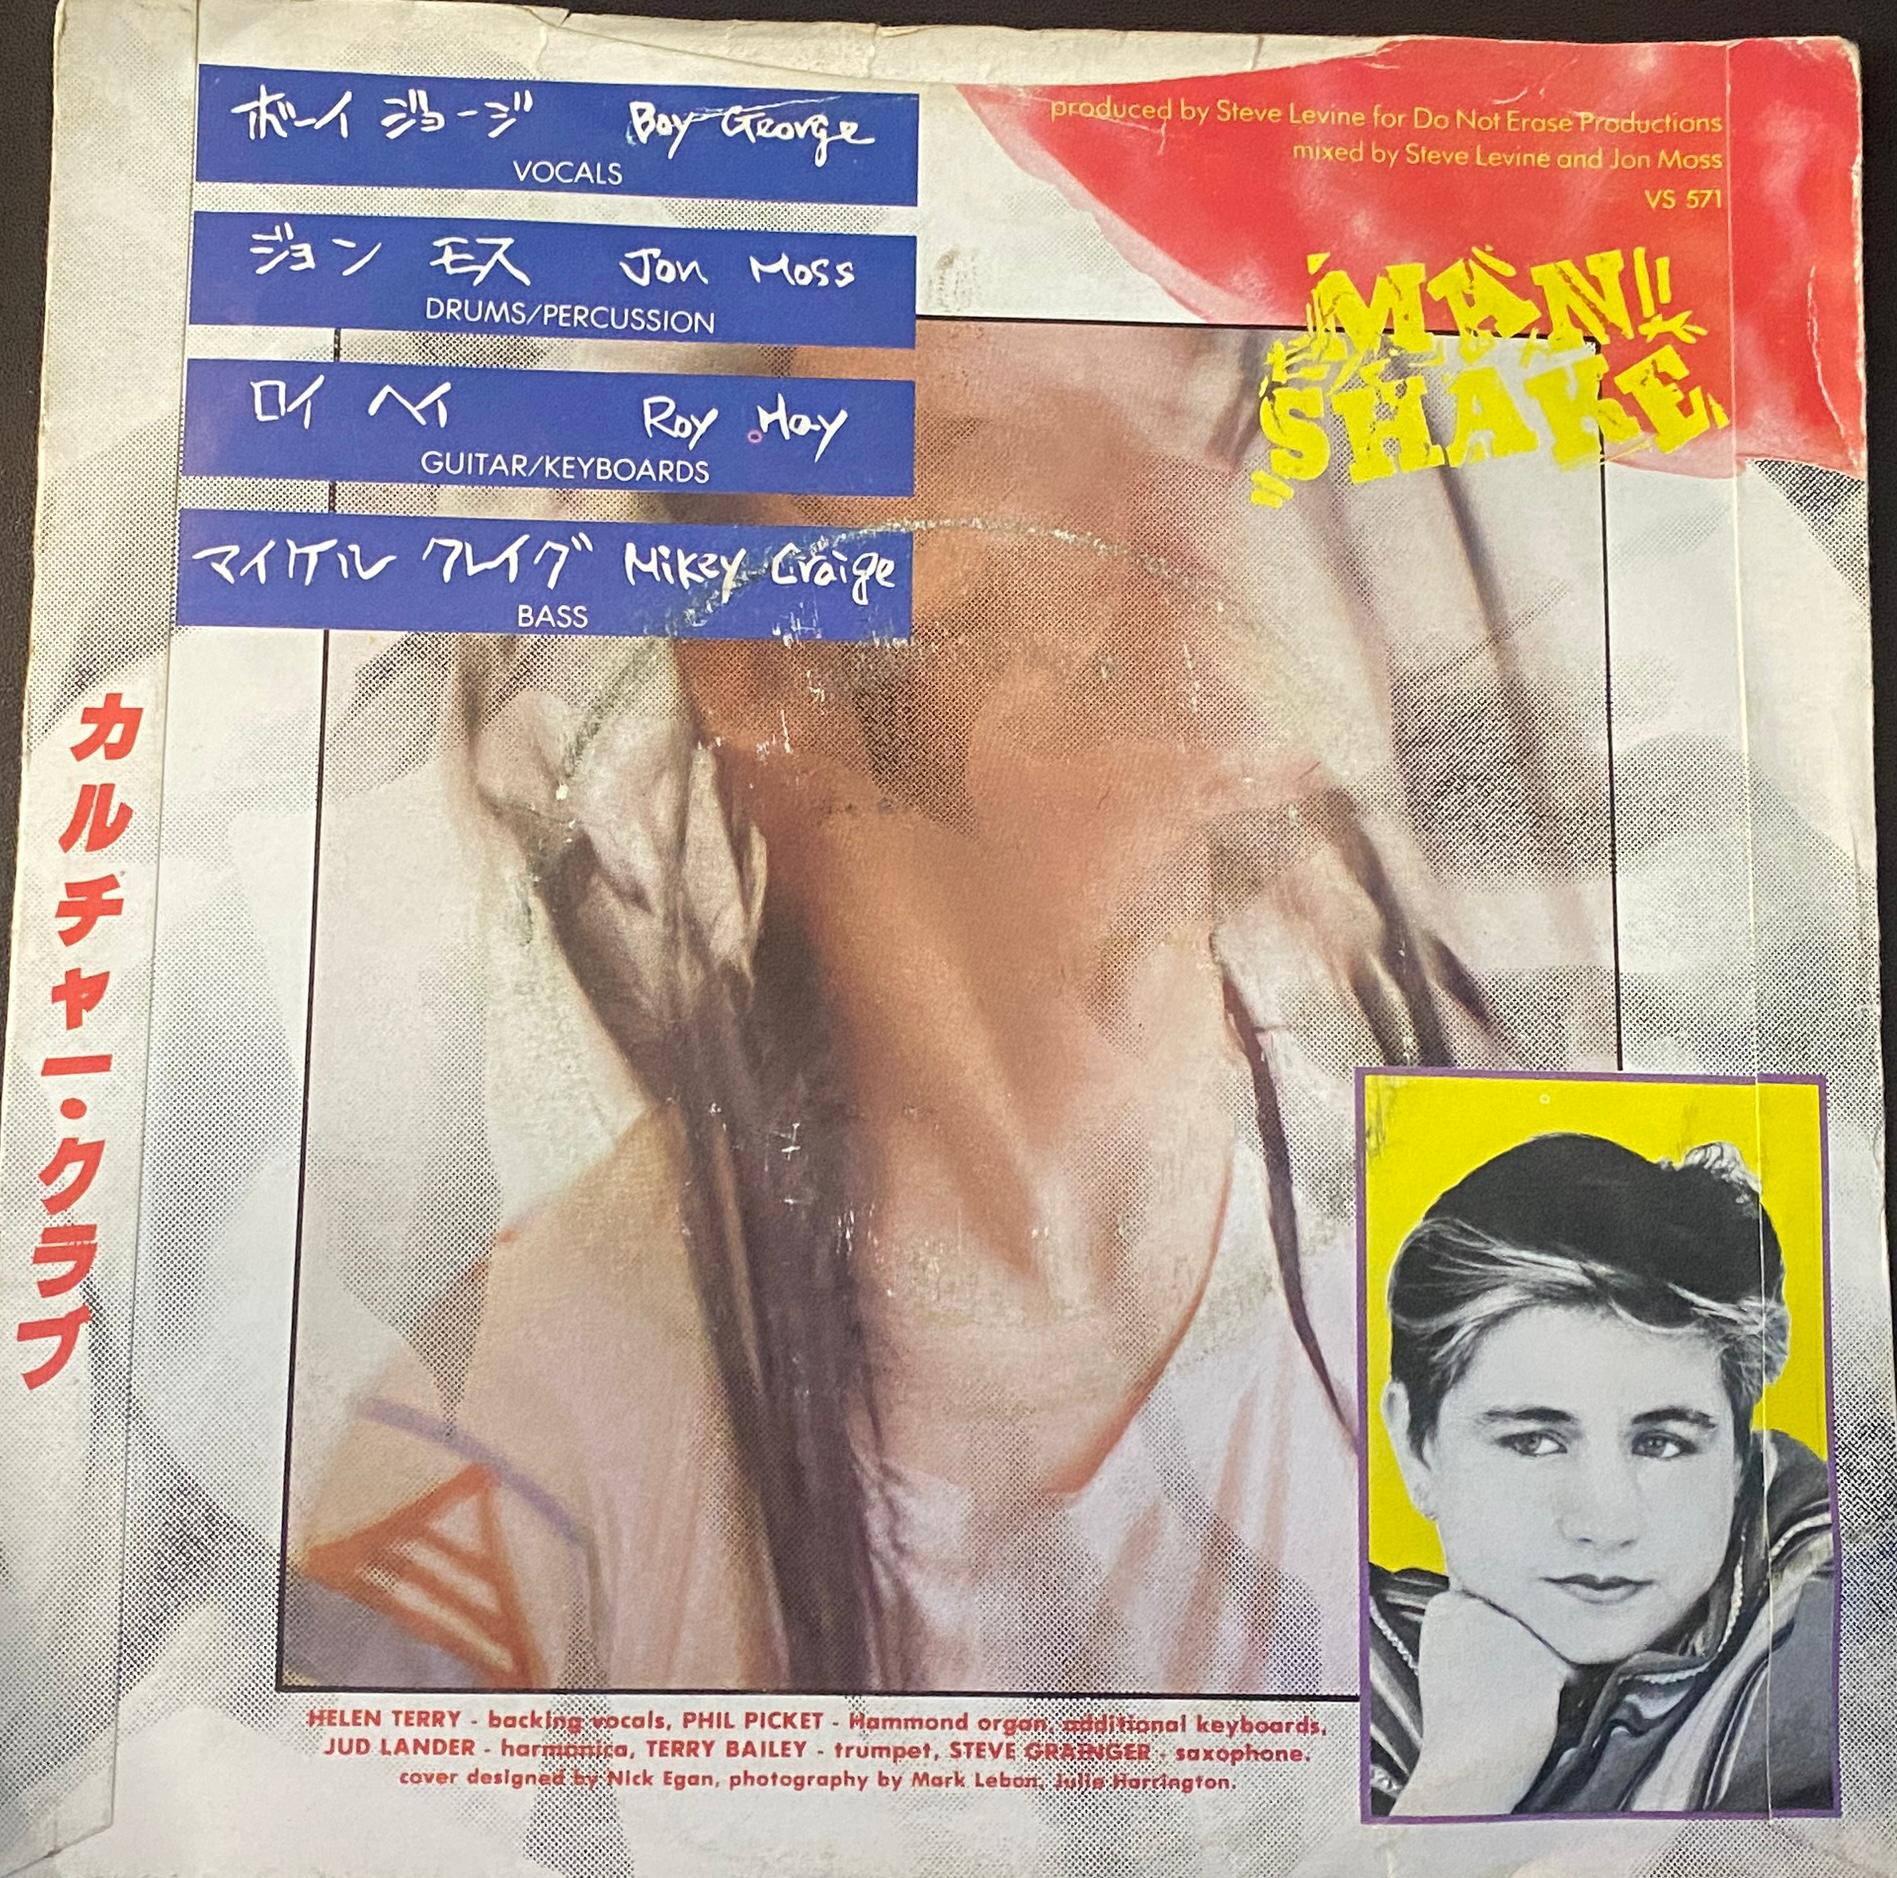 ボーイ ジョージ Boy George
VOCALS
ジョン モス Jon Moss
DRUMS/PERCUSSION
ロイ ヘイ Roy Hay
GUITAR/KEYBOARDS
マイケル クレイグ Mikey Craige
BASS
produced by Steve Levine for Do Not Erase Productions
mixed by Steve Levine and Jon Moss
VS 571
MAN
SHAKE
カルチャー・クラブ
HELEN TERRY - backing vocals, PHIL PICKET - Hammond organ, additional keyboards,
JUD LANDER - harmonica, TERRY BAILEY - trumpet, STEVE GRAINGER - saxophone.
cover designed by Nick Egan, photography by Mark Lebon, Julie Harrington.